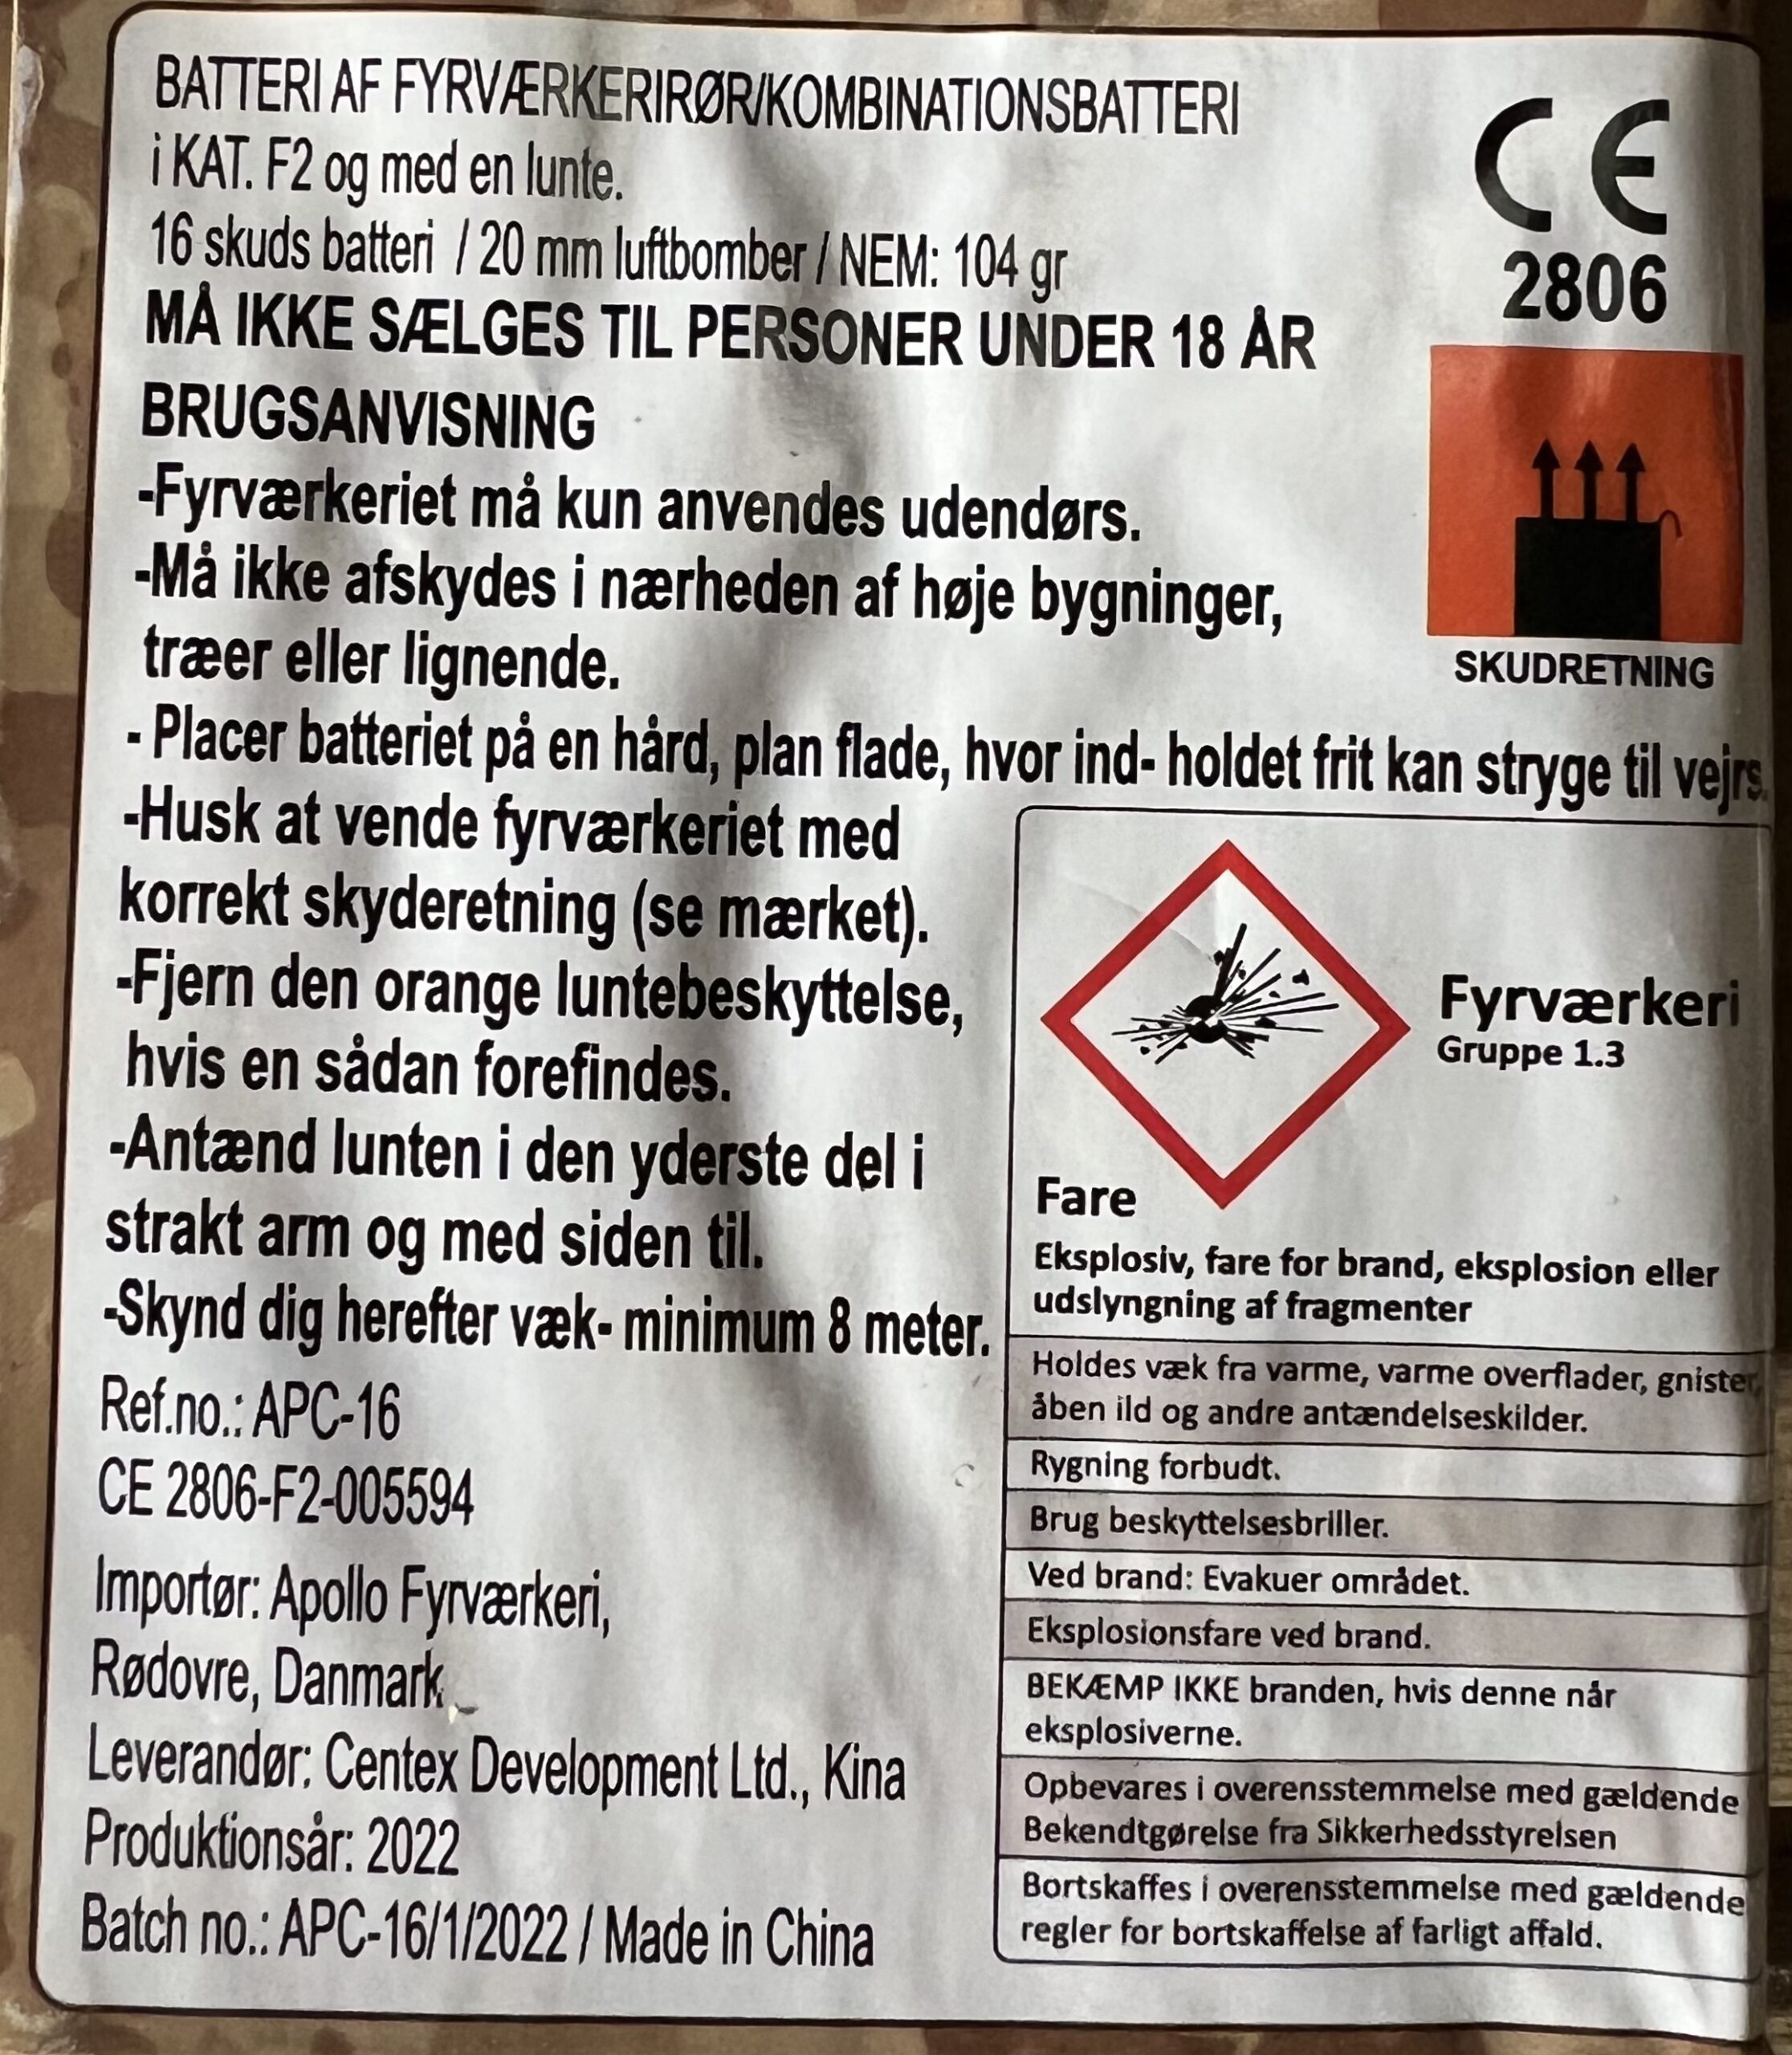 BATTERI AF FYRVÆRKERIRØR/KOMBINATIONSBATTERI
i KAT. F2 og med en lunte.
16 skuds batteri / 20 mm luftbomber / NEM: 104 gr
MÅ IKKE SÆLGES TIL PERSONER UNDER 18 ÅR
CE
2806
SKUDRETNING
BRUGSANVISNING
-Fyrværkeriet må kun anvendes udendørs.
-Må ikke afskydes i nærheden af høje bygninger,
træer eller lignende.
- Placer batteriet på en hård, plan flade, hvor ind- holdet frit kan stryge til vejrs.
-Husk at vende fyrværkeriet med
korrekt skyderetning (se mærket).
-Fjern den orange luntebeskyttelse,
hvis en sådan forefindes.
-Antænd lunten i den yderste del i
strakt arm og med siden til.
-Skynd dig herefter væk- minimum 8 meter.
Ref.no.: APC-16
CE 2806-F2-005594
Importør: Apollo Fyrværkeri,
Rødovre, Danmark
Leverandør: Centex Development Ltd., Kina
Produktionsår: 2022
Batch no.: APC-16/1/2022 / Made in China
Fyrværkeri
Gruppe 1.3
Fare
Eksplosiv, fare for brand, eksplosion eller
udslyngning af fragmenter
Holdes væk fra varme, varme overflader, gnister,
åben ild og andre antændelseskilder.
Rygning forbudt.
Brug beskyttelsesbriller.
Ved brand: Evakuer området.
Eksplosionsfare ved brand.
BEKÆMP IKKE branden, hvis denne når
eksplosiverne.
Opbevares i overensstemmelse med gældende
Bekendtgørelse fra Sikkerhedsstyrelsen
Bortskaffes i overensstemmelse med gældende
regler for bortskaffelse af farligt affald.